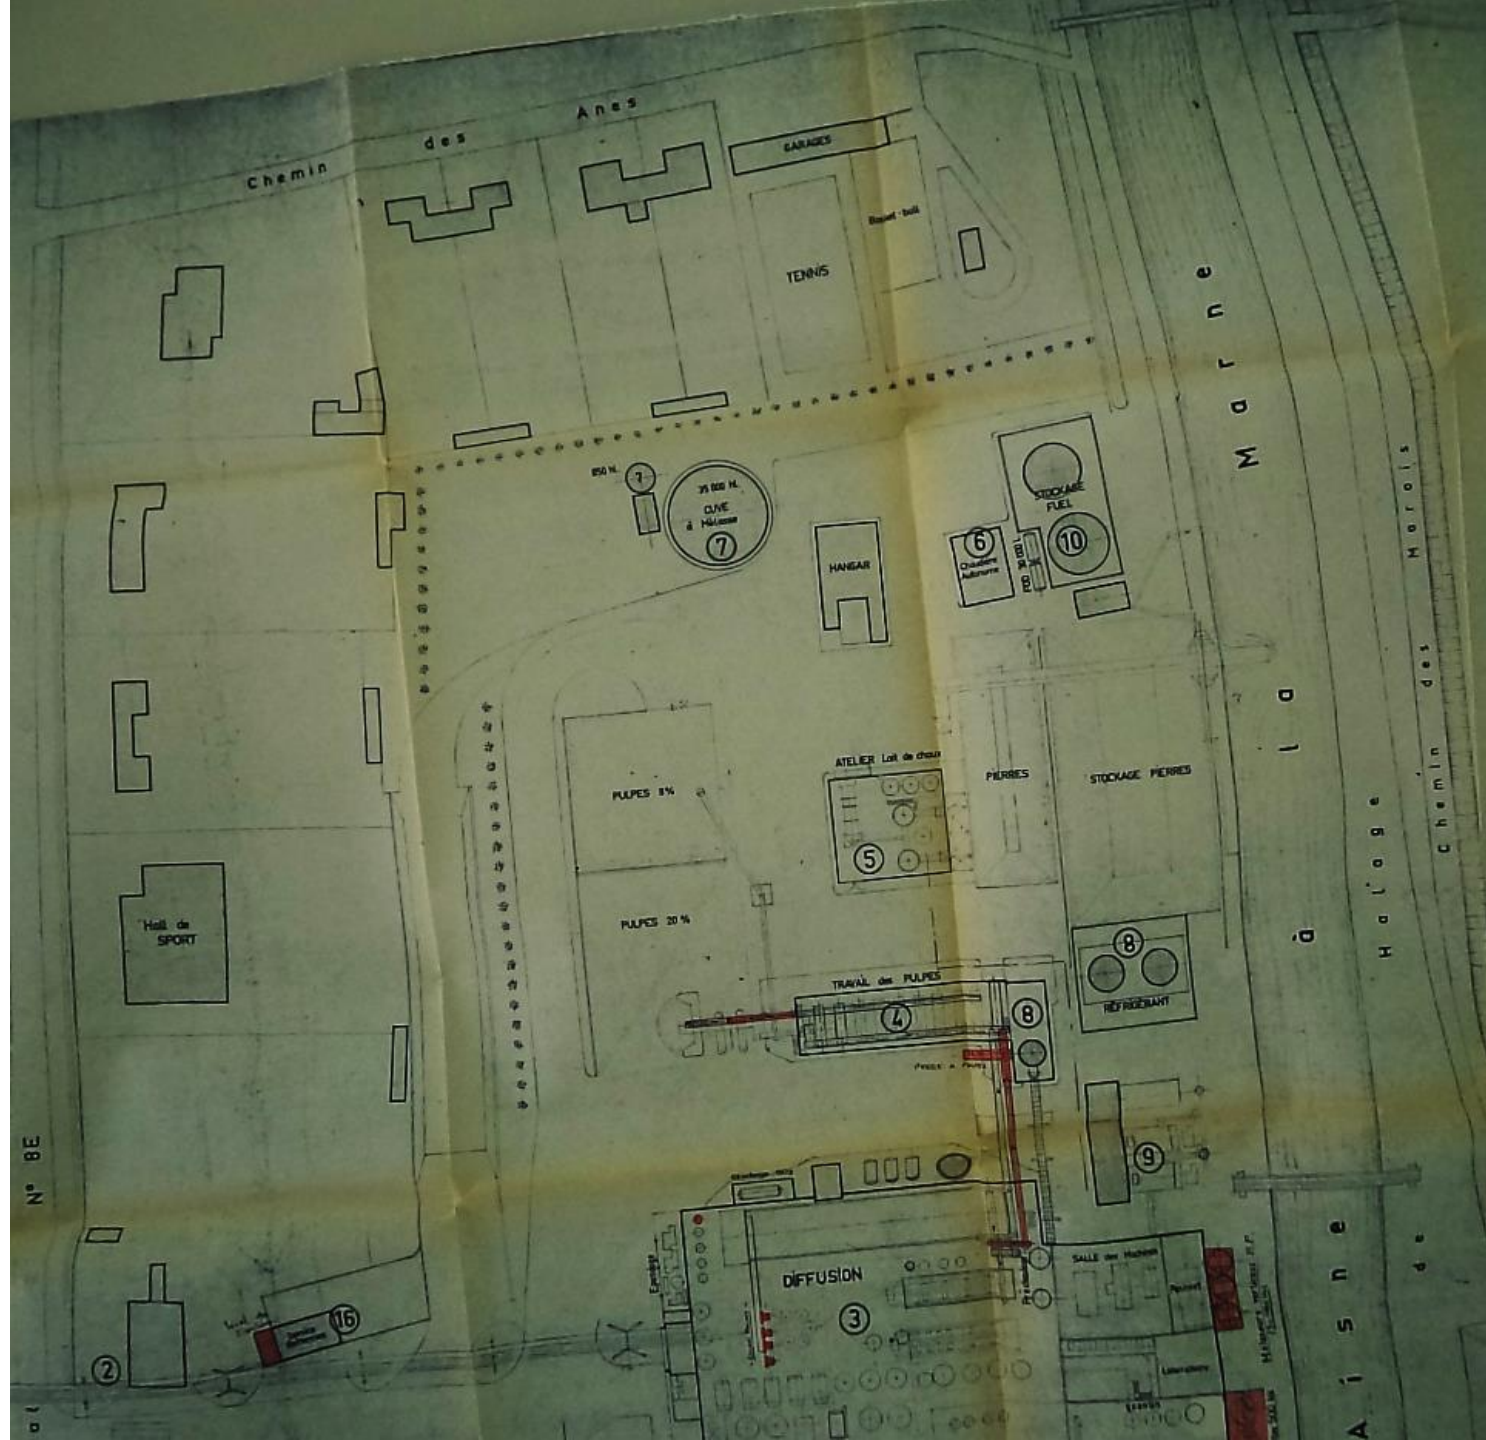 Chemin des Anes
GARAGES
Basket-ball
TENNIS
Marne
850 HL
7
35 000 HL
CUVE
à Mélasse
7
STOCKAGE
FUEL
10
6
Chaudière
Autonome
HANGAR
Chemin des Marais
à la
Halage
ATELIER Lait de chaux
5
PIERRES
STOCKAGE PIERRES
PULPES 8%
PULPES 20%
Hall de
SPORT
TRAVAIL des PULPES
4
8
8
RÉFRIGÉRANT
9
N° 8E
DIFFUSION
3
SALLE des Machines
Epandage
Laboratoire
16
2
Aisne
de
al